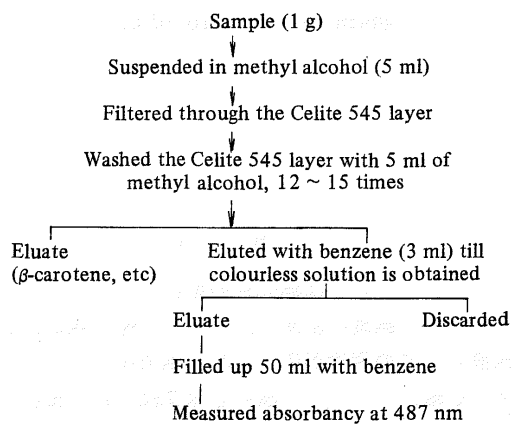 Sample (1 g)
Suspended in methyl alcohol (5 ml)
Filtered through the Celite 545 layer
Washed the Celite 545 layer with 5 ml of
methyl alcohol, 12 ~ 15 times
Eluate
(β-carotene, etc)
Eluted with benzene (3 ml) till
colourless solution is obtained
Eluate
Discarded
Filled up 50 ml with benzene
Measured absorbancy at 487 nm